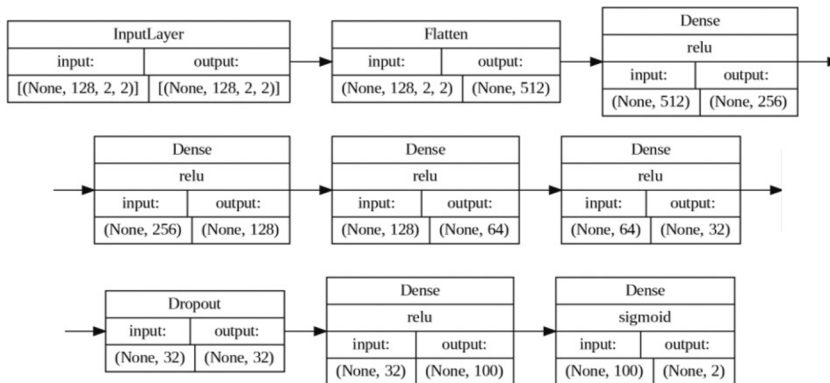 InputLayer
input: output:
[(None, 128, 2, 2)] [(None, 128, 2, 2)]
Flatten
input: output:
(None, 128, 2, 2) (None, 512)
Dense
relu
input: output:
(None, 512) (None, 256)
Dense
relu
input: output:
(None, 256) (None, 128)
Dense
relu
input: output:
(None, 128) (None, 64)
Dense
relu
input: output:
(None, 64) (None, 32)
Dropout
input: output:
(None, 32) (None, 32)
Dense
relu
input: output:
(None, 32) (None, 100)
Dense
sigmoid
input: output:
(None, 100) (None, 2)